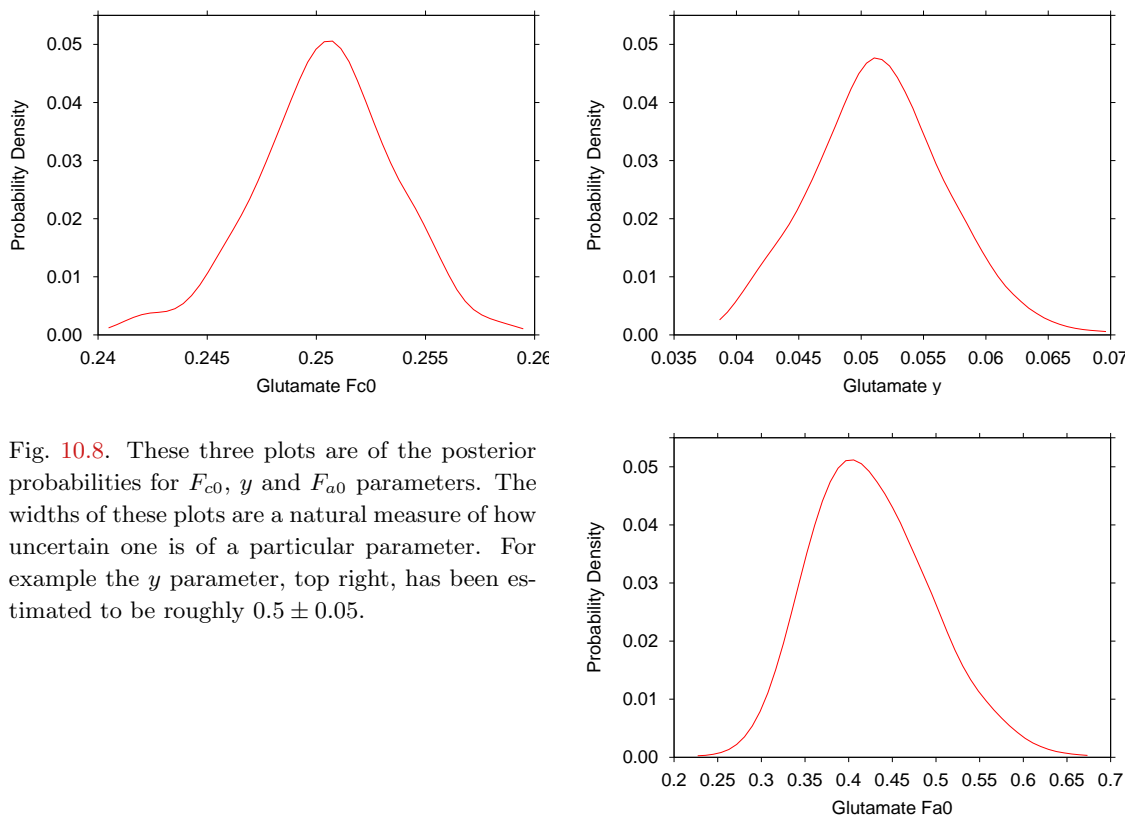 0.05
0.04
0.03
0.02
0.01
0.00
Probability Density
0.24 0.245 0.25 0.255 0.26
Glutamate Fc0
0.05
0.04
0.03
0.02
0.01
0.00
Probability Density
0.035 0.04 0.045 0.05 0.055 0.06 0.065 0.07
Glutamate y
Fig. 10.8. These three plots are of the posterior
probabilities for Fc0, y and Fa0 parameters. The
widths of these plots are a natural measure of how
uncertain one is of a particular parameter. For
example the y parameter, top right, has been es-
timated to be roughly 0.5 ± 0.05.
0.05
0.04
0.03
0.02
0.01
0.00
Probability Density
0.2 0.25 0.3 0.35 0.4 0.45 0.5 0.55 0.6 0.65 0.7
Glutamate Fa0